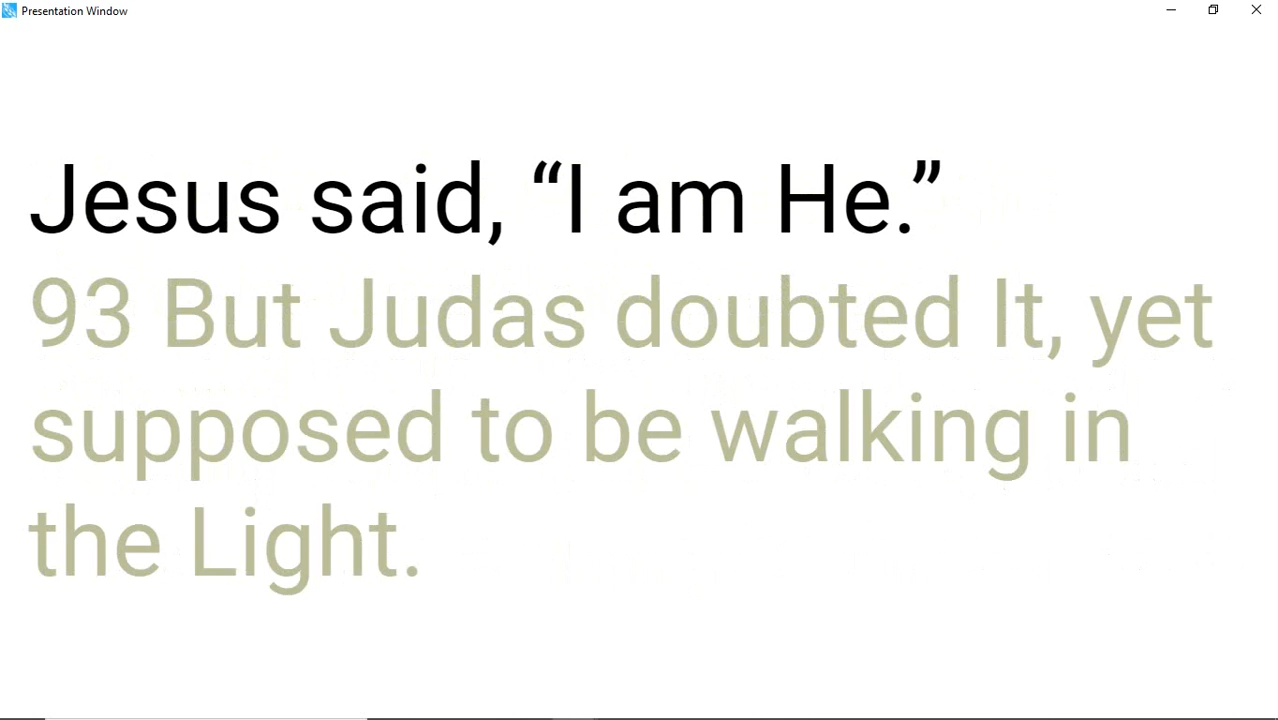 Presentation Window
Jesus said, “I am He.”
93 But Judas doubted It, yet
supposed to be walking in
the Light.